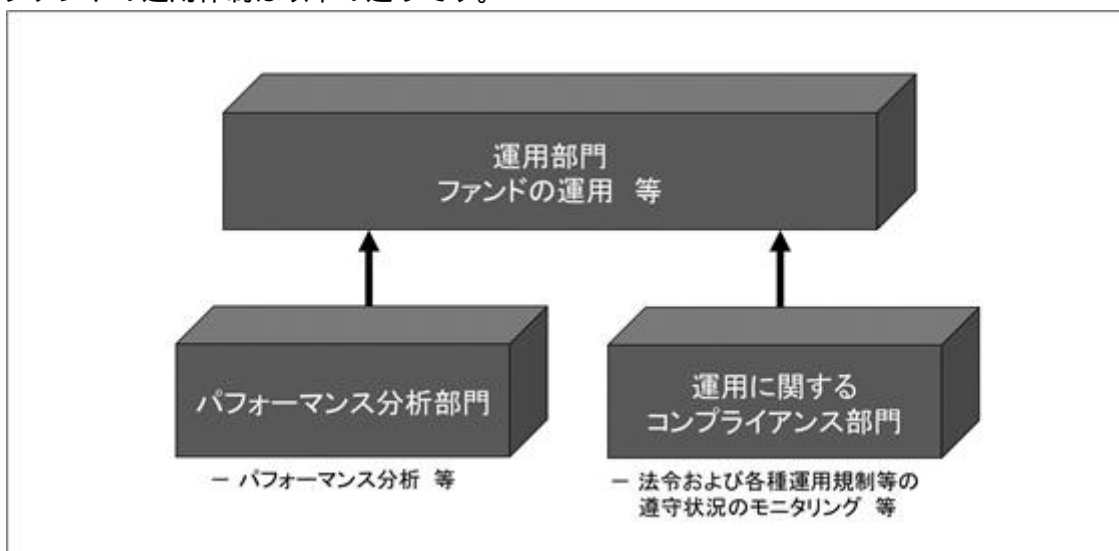 運用部門
ファンドの運用 等
パフォーマンス分析部門
― パフォーマンス分析 等
運用に関する
コンプライアンス部門
― 法令および各種運用規制等の
遵守状況のモニタリング 等